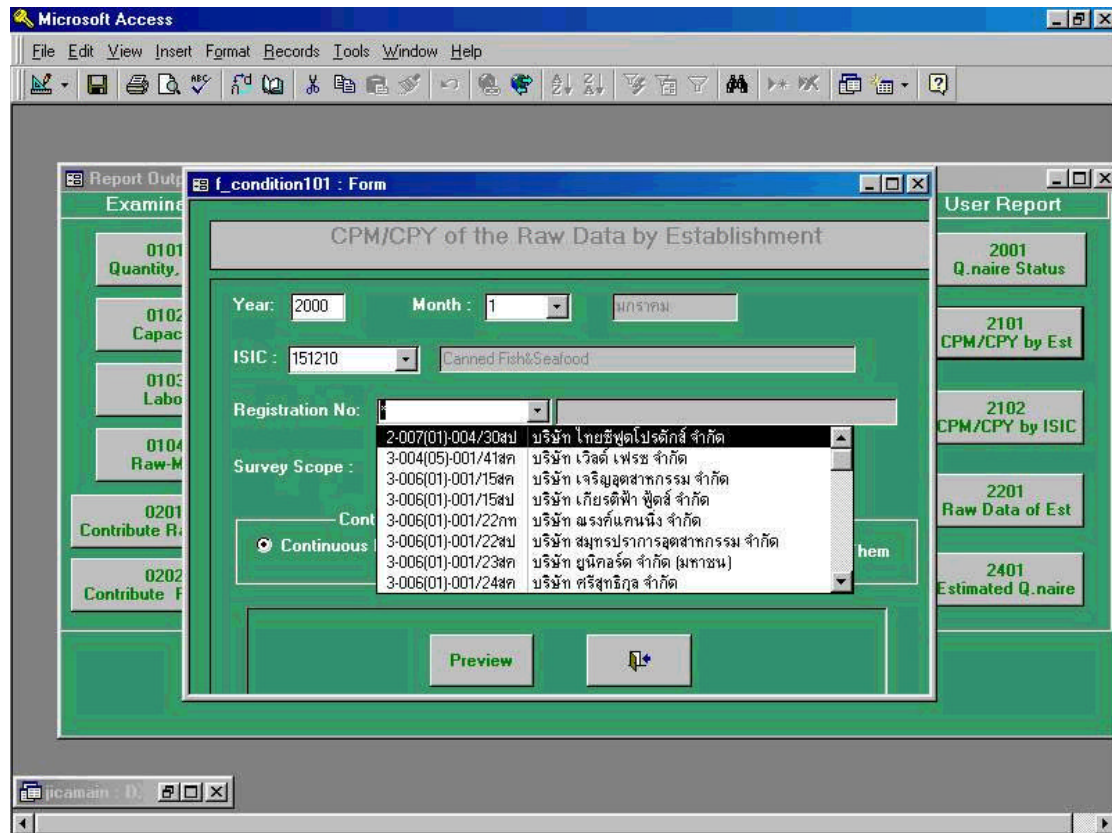 Microsoft Access
File Edit View Insert Format Records Tools Window Help
Report Outp
f_condition101 : Form
Examine
User Report
CPM/CPY of the Raw Data by Establishment
0101
Quantity,
0102
Capac
0103
Labo
0104
Raw-M
0201
Contribute Ra
0202
Contribute
Year: 2000 Month : 1 มกราคม
ISIC : 151210 Canned Fish&Seafood
Registration No: *
2-007(01)-004/30สป บริษัท ไทยซีฟูดโปรดักส์ จำกัด
3-004(05)-001/41สค บริษัท เวิลด์ เฟรช จำกัด
3-006(01)-001/15สค บริษัท เจริญอุตสาหกรรม จำกัด
3-006(01)-001/15สป บริษัท เกียรติฟ้า ฟู้ดส์ จำกัด
3-006(01)-001/22กท บริษัท ณรงค์แคนนิ่ง จำกัด
3-006(01)-001/22สป บริษัท สมุทรปราการอุตสาหกรรม จำกัด
3-006(01)-001/23สค บริษัท ยูนิคอร์ด จำกัด (มหาชน)
3-006(01)-001/24สค บริษัท ศรีสุทธิกุล จำกัด
Survey Scope :
Cont
Continuous
hem
Preview
2001
Q.naire Status
2101
CPM/CPY by Est
2102
CPM/CPY by ISIC
2201
Raw Data of Est
2401
Estimated Q.naire
jicamain : D.